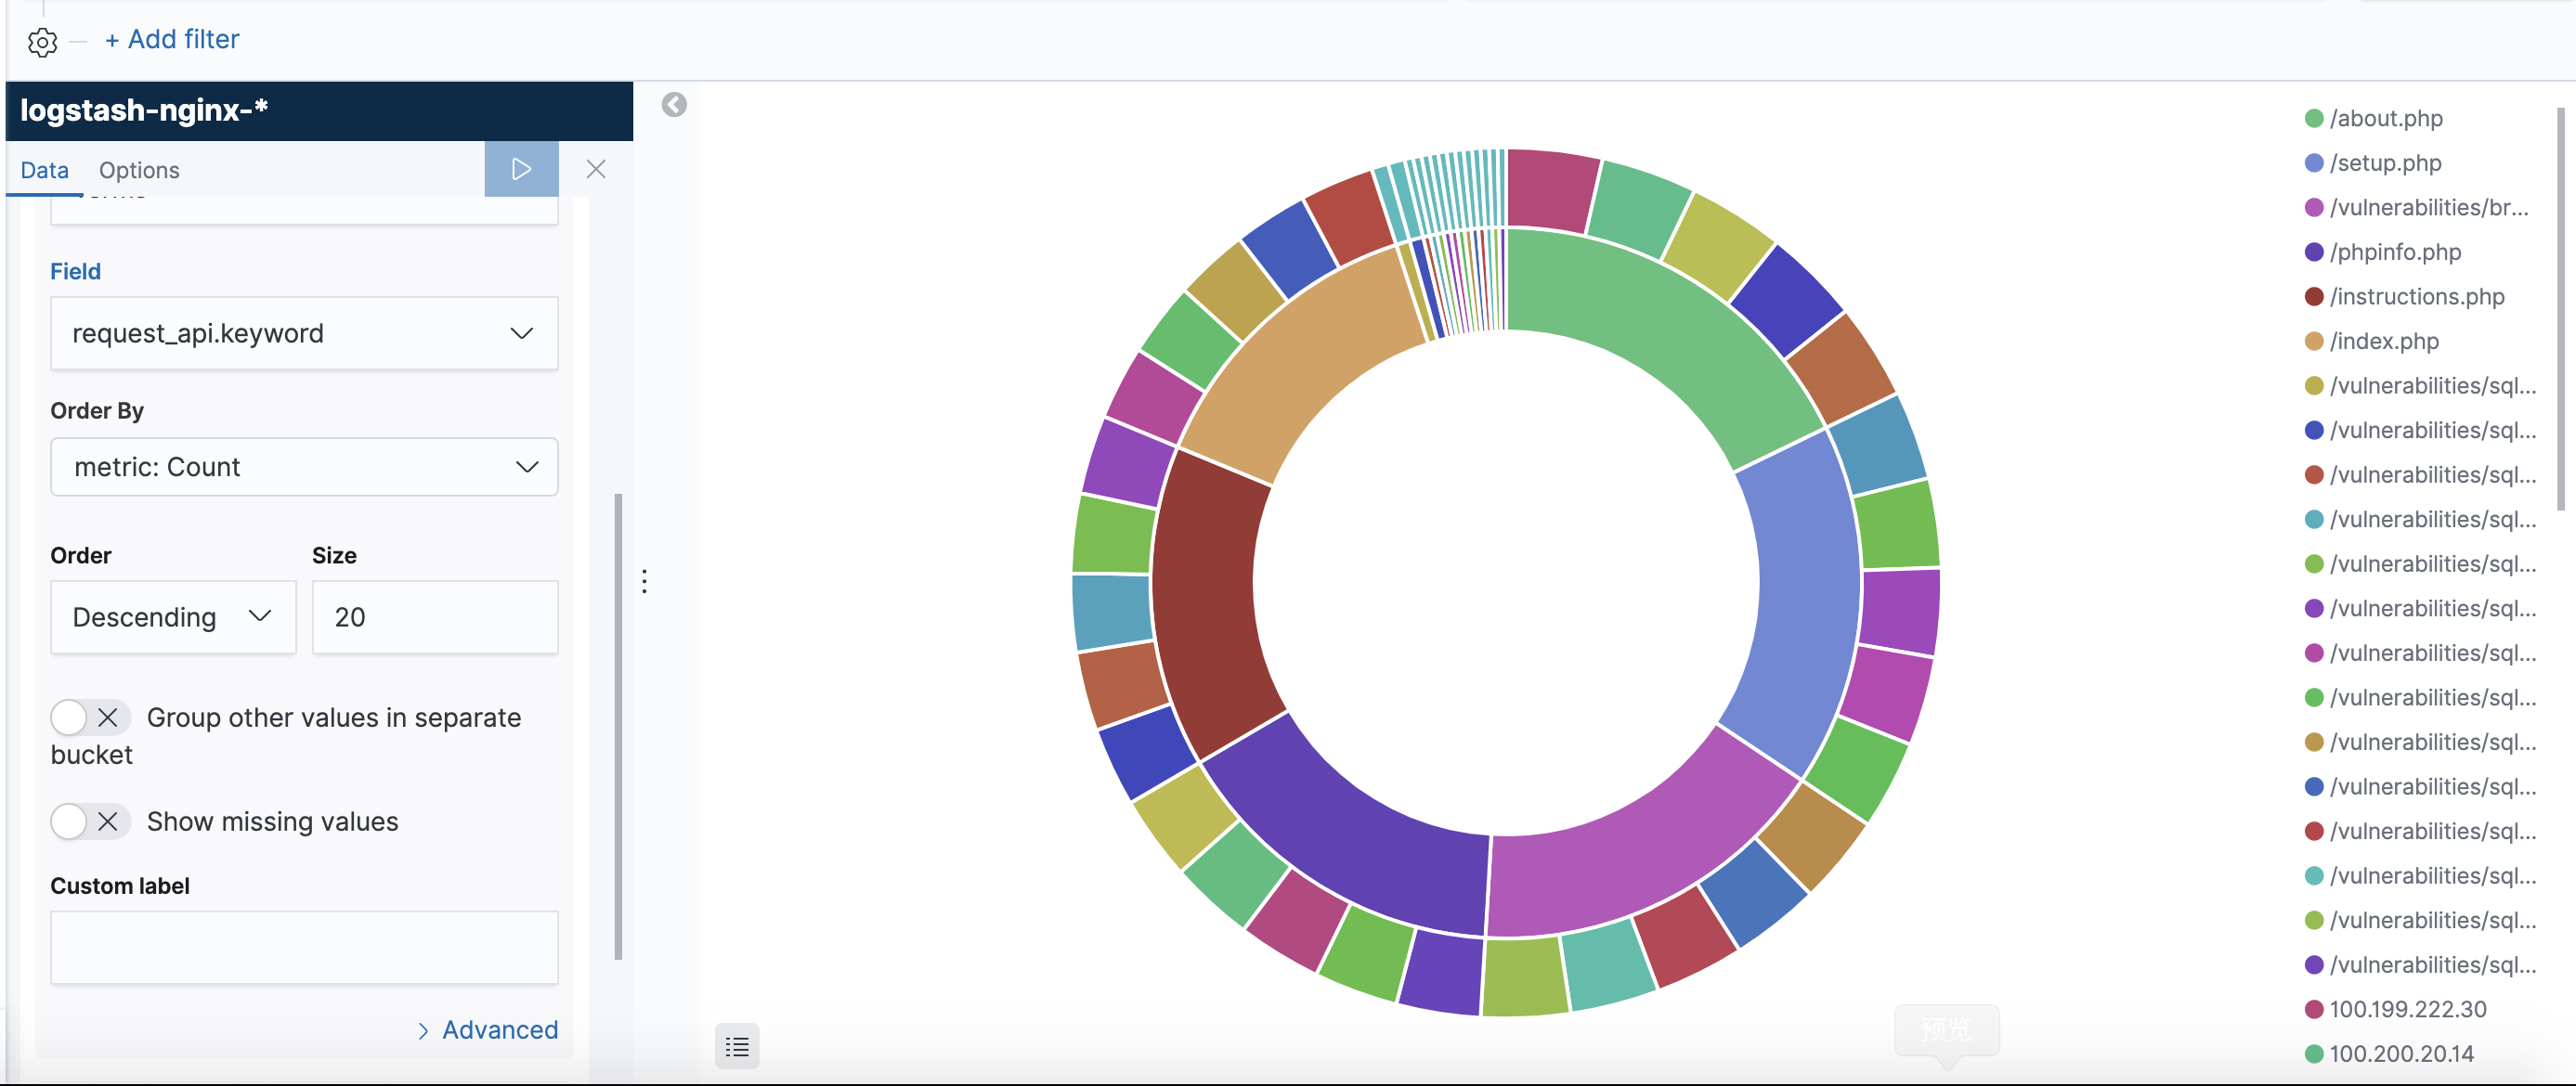 + Add filter
logstash-nginx-*
Data Options
Field
request_api.keyword
Order By
metric: Count
Order Size
Descending 20
Group other values in separate
bucket
Show missing values
Custom label
Advanced
/about.php
/setup.php
/vulnerabilities/br...
/phpinfo.php
/instructions.php
/index.php
/vulnerabilities/sql...
/vulnerabilities/sql...
/vulnerabilities/sql...
/vulnerabilities/sql...
/vulnerabilities/sql...
/vulnerabilities/sql...
/vulnerabilities/sql...
/vulnerabilities/sql...
/vulnerabilities/sql...
/vulnerabilities/sql...
/vulnerabilities/sql...
/vulnerabilities/sql...
/vulnerabilities/sql...
/vulnerabilities/sql...
100.199.222.30
100.200.20.14
预览